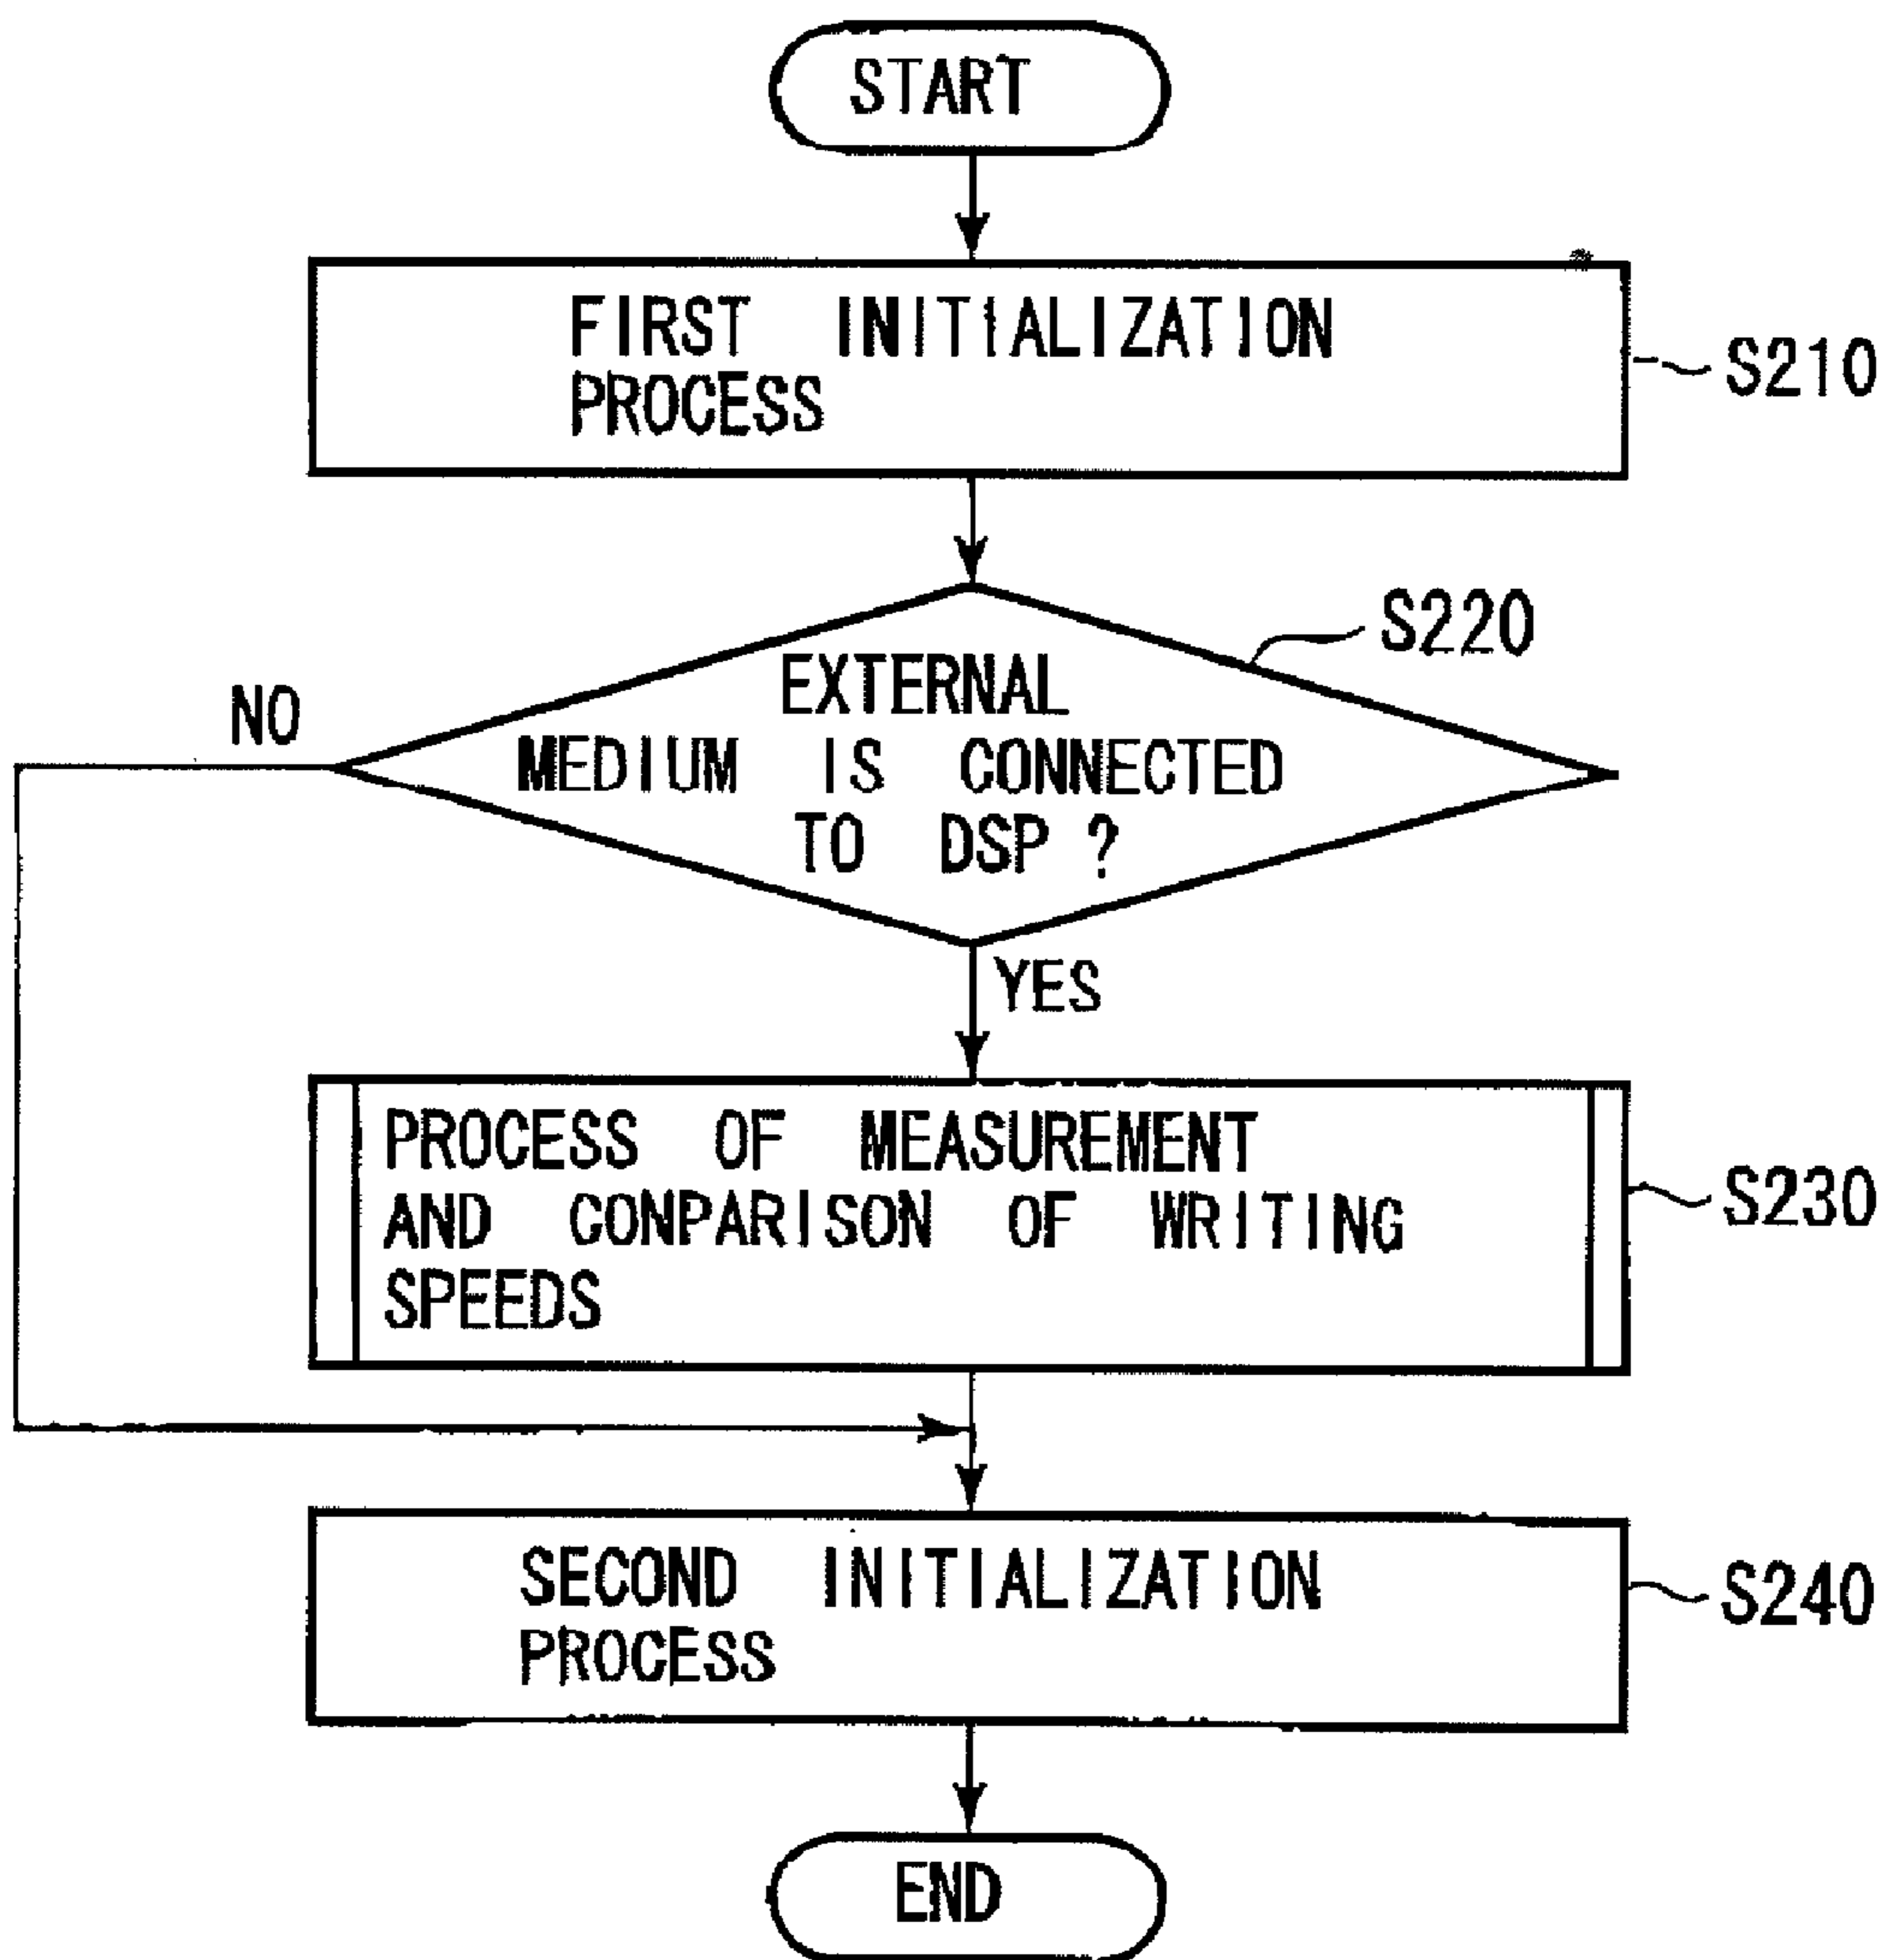 START
FIRST INITIALIZATION
PROCESS
S210
S220
EXTERNAL
MEDIUM IS CONNECTED
TO DSP ?
NO
YES
PROCESS OF MEASUREMENT
AND CONPARISON OF WRITING
SPEEDS
S230
SECOND INITIALIZATION
PROCESS
S240
END